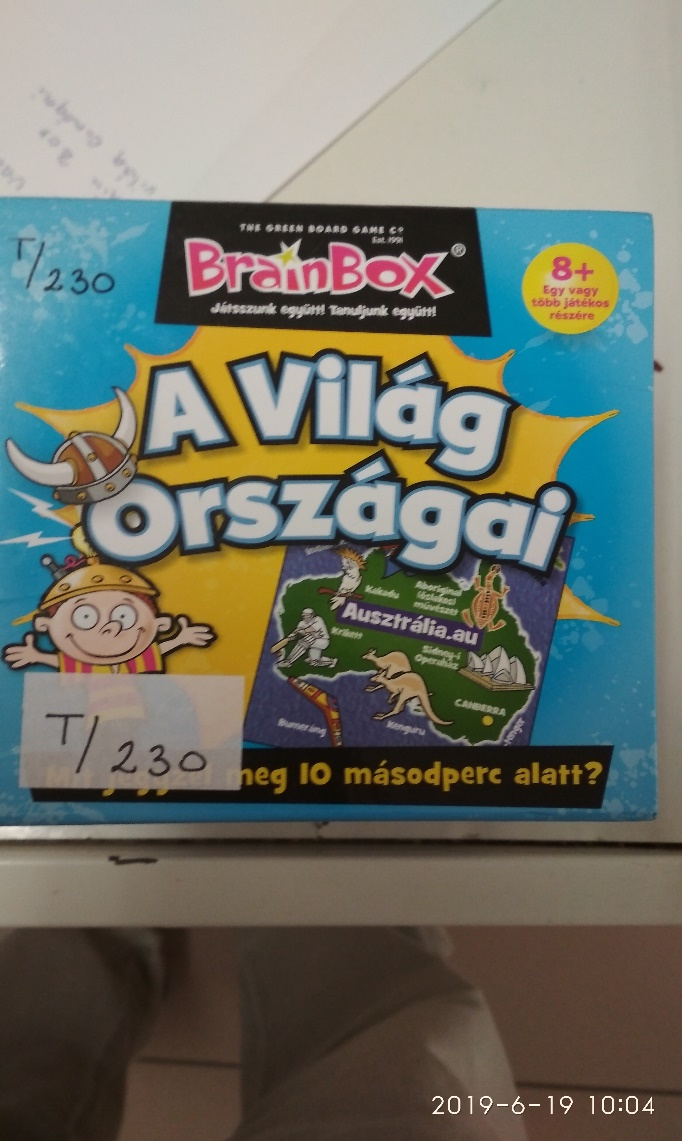 T/230
THE GREEN BOARD GAME Cº
Est. 1991
BrainBox®
Játsszunk együtt! Tanuljunk együtt!
8+
Egy vagy
több játékos
részére
A Világ
Országai
Kakadu
Aboriginal
(őslakos)
művészet
Ausztrália.au
Krikett
Sidney-i
Operaház
CANBERRA
Bumeráng
Kenguru
T/230
meg 10 másodperc alatt?
2019-6-19 10:04